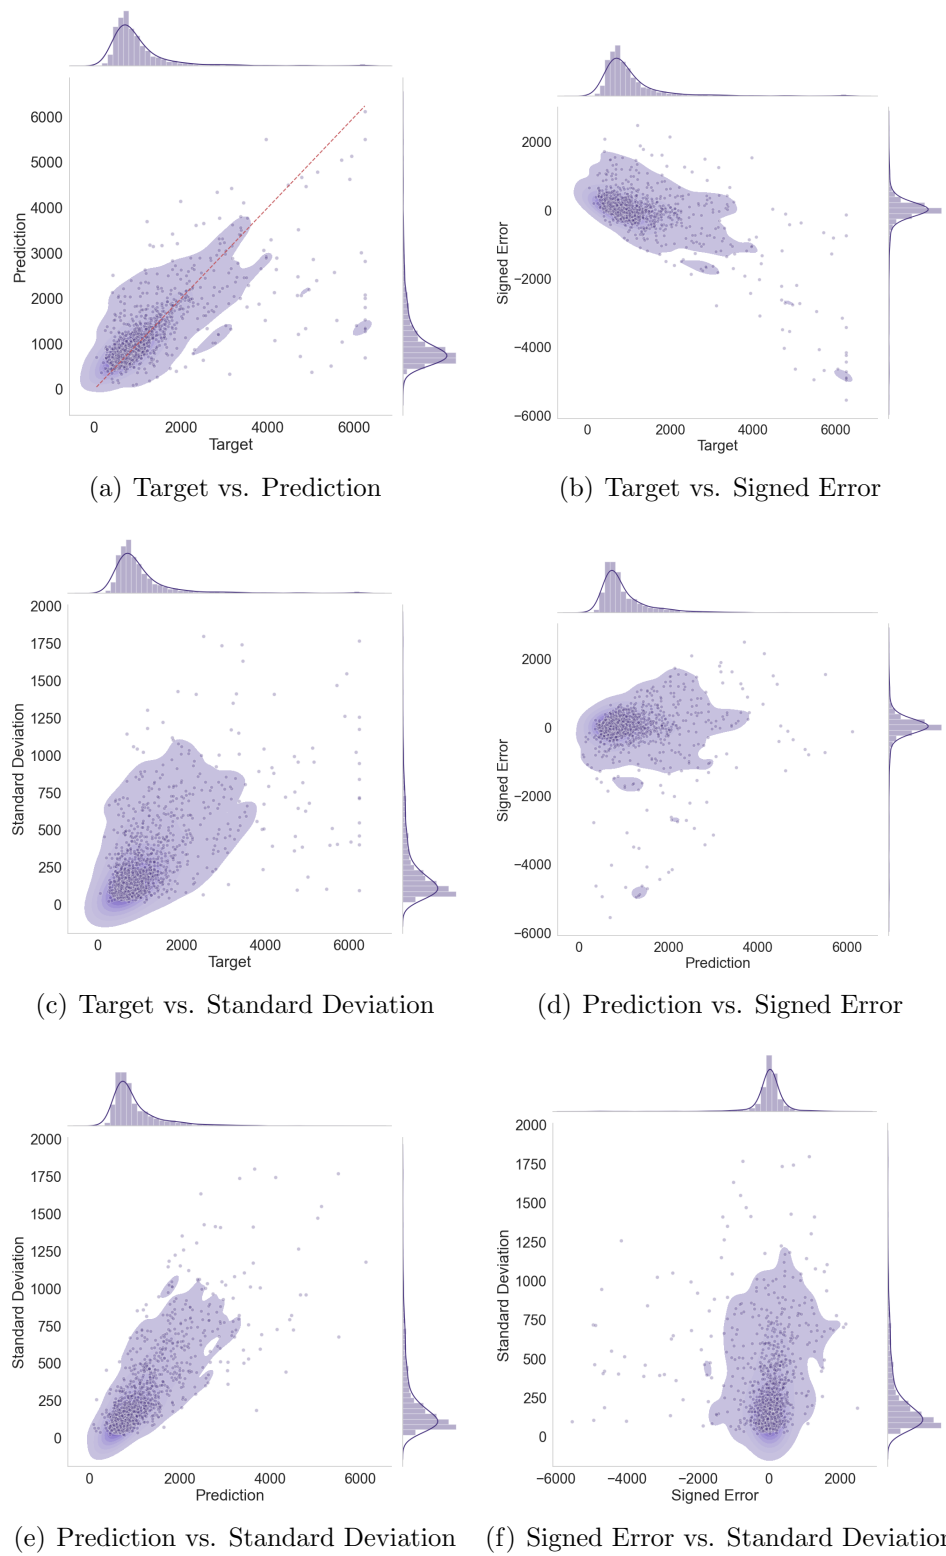 6000
5000
4000
3000
2000
1000
0
Prediction
0 2000 4000 6000
Target
2000
0
−2000
−4000
−6000
Signed Error
0 2000 4000 6000
Target
(a) Target vs. Prediction
(b) Target vs. Signed Error
2000
1750
1500
1250
1000
750
500
250
0
Standard Deviation
0 2000 4000 6000
Target
2000
0
−2000
−4000
−6000
Signed Error
0 2000 4000 6000
Prediction
(c) Target vs. Standard Deviation
(d) Prediction vs. Signed Error
2000
1750
1500
1250
1000
750
500
250
0
Standard Deviation
0 2000 4000 6000
Prediction
2000
1750
1500
1250
1000
750
500
250
0
Standard Deviation
−6000 −4000 −2000 0 2000
Signed Error
(e) Prediction vs. Standard Deviation
(f) Signed Error vs. Standard Deviation